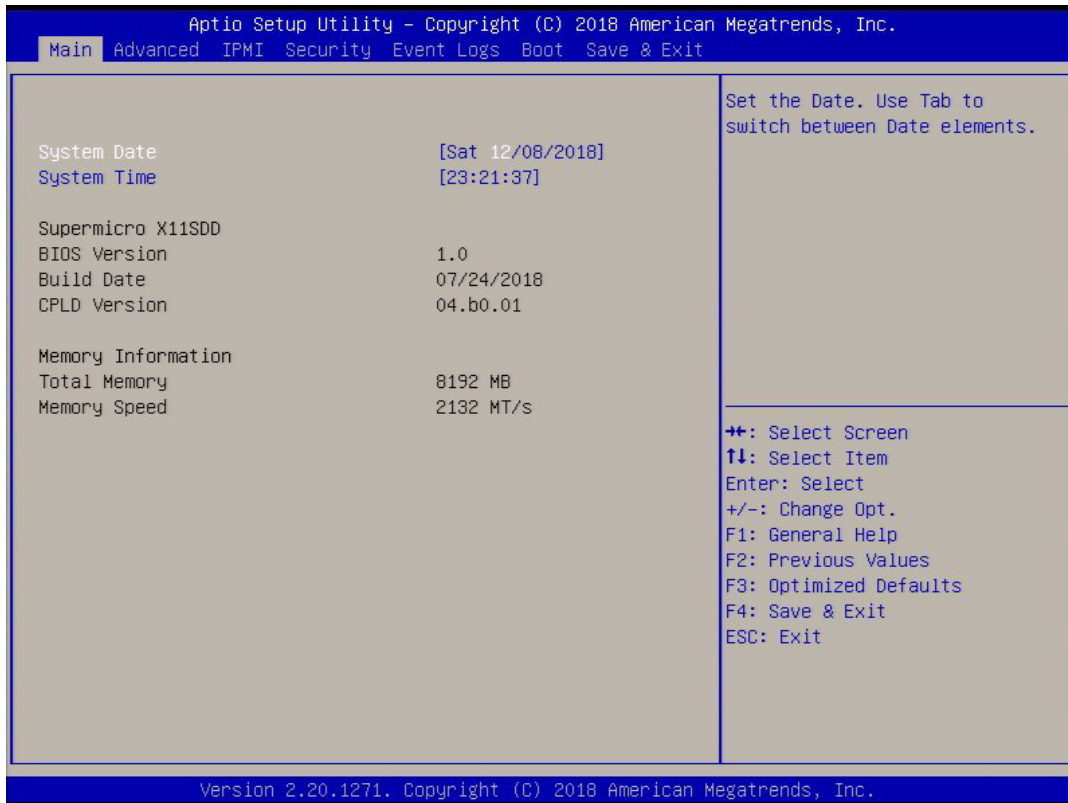 Aptio Setup Utility – Copyright (C) 2018 American Megatrends, Inc.
Main Advanced IPMI Security Event Logs Boot Save & Exit
System Date [Sat 12/08/2018]
System Time [23:21:37]
Supermicro X11SDD
BIOS Version 1.0
Build Date 07/24/2018
CPLD Version 04.b0.01
Memory Information
Total Memory 8192 MB
Memory Speed 2132 MT/s
Set the Date. Use Tab to
switch between Date elements.
→←: Select Screen
↑↓: Select Item
Enter: Select
+/-: Change Opt.
F1: General Help
F2: Previous Values
F3: Optimized Defaults
F4: Save & Exit
ESC: Exit
Version 2.20.1271. Copyright (C) 2018 American Megatrends, Inc.